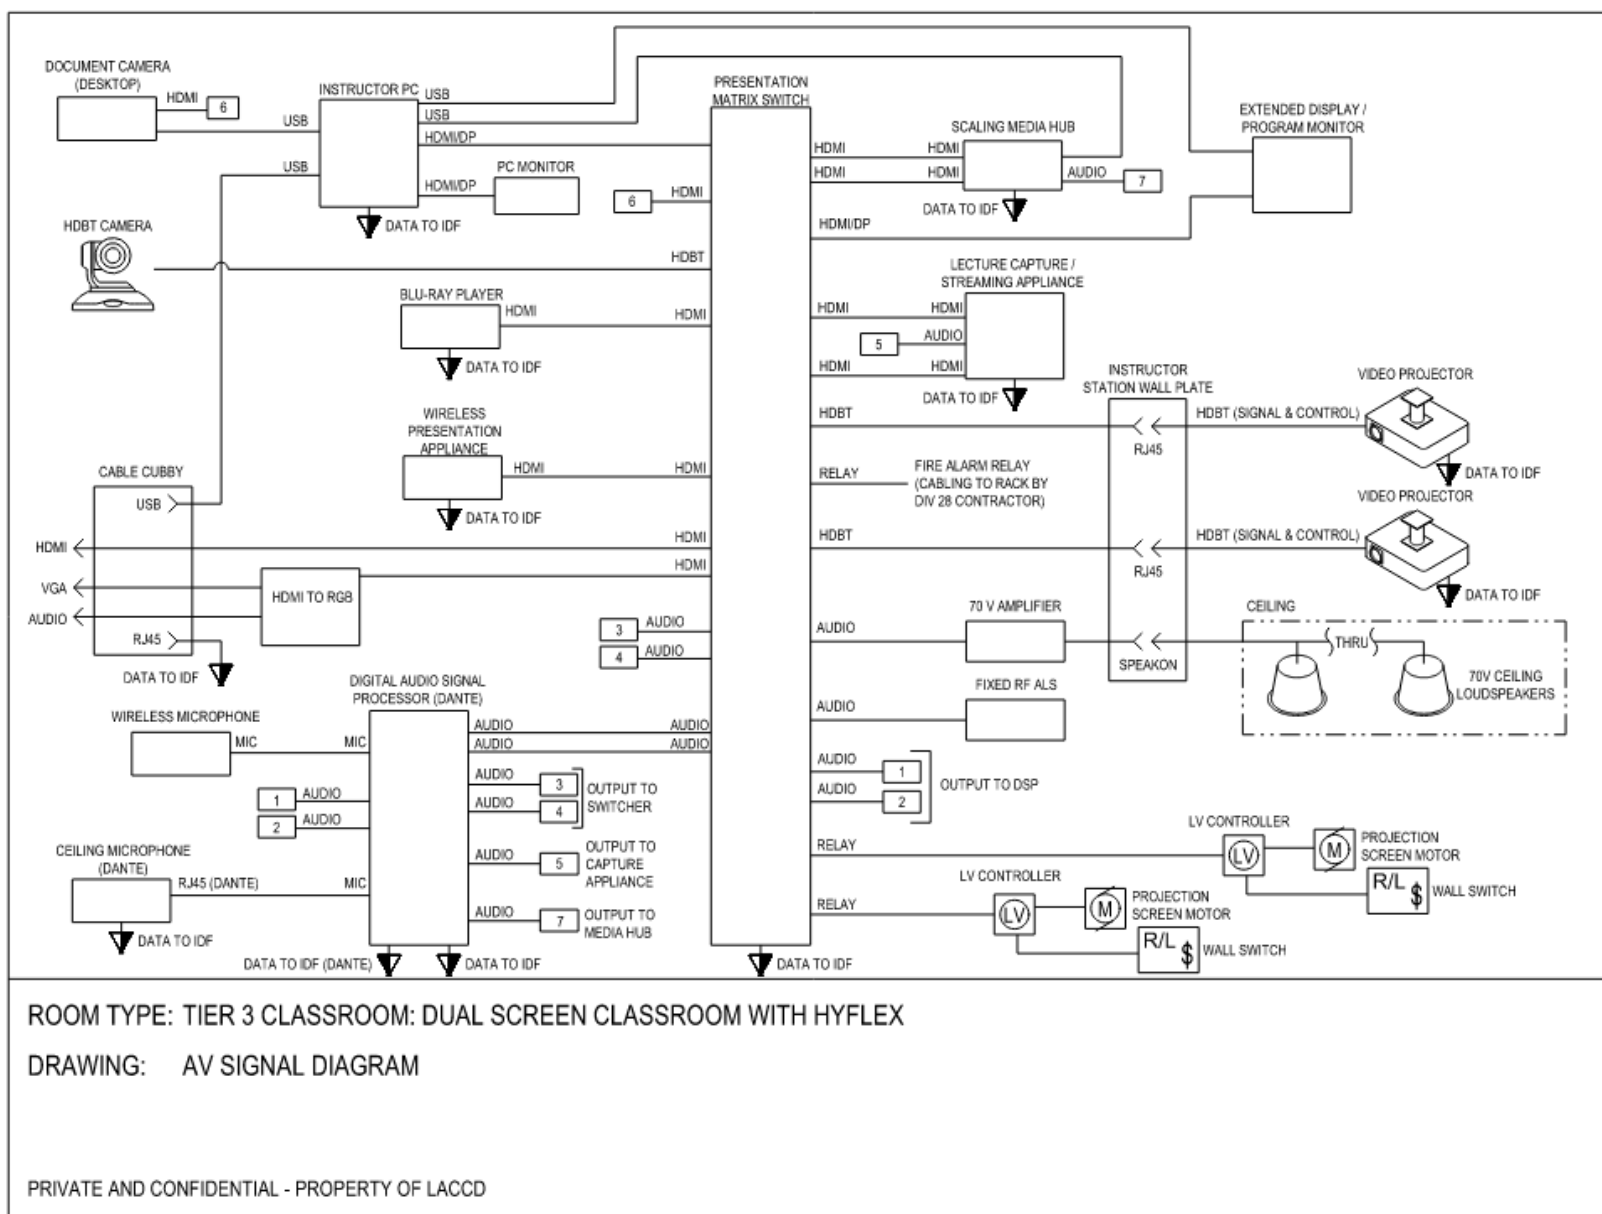 DOCUMENT CAMERA
(DESKTOP)
HDMI
6
USB
INSTRUCTOR PC
USB
USB
HDMI/DP
USB
HDMI/DP
PC MONITOR
DATA TO IDF
HDBT CAMERA
PRESENTATION
MATRIX SWITCH
6
HDMI
HDBT
BLU-RAY PLAYER
HDMI
HDMI
DATA TO IDF
WIRELESS
PRESENTATION
APPLIANCE
HDMI
HDMI
DATA TO IDF
CABLE CUBBY
USB
HDMI
HDMI
HDMI
VGA
HDMI TO RGB
AUDIO
RJ45
DATA TO IDF
3
AUDIO
4
AUDIO
DIGITAL AUDIO SIGNAL
PROCESSOR (DANTE)
WIRELESS MICROPHONE
MIC
MIC
AUDIO
AUDIO
AUDIO
AUDIO
1
AUDIO
2
AUDIO
AUDIO
3
AUDIO
4
OUTPUT TO
SWITCHER
CEILING MICROPHONE
(DANTE)
RJ45 (DANTE)
MIC
DATA TO IDF
AUDIO
5
OUTPUT TO
CAPTURE
APPLIANCE
AUDIO
7
OUTPUT TO
MEDIA HUB
DATA TO IDF (DANTE)
DATA TO IDF
DATA TO IDF
SCALING MEDIA HUB
HDMI
HDMI
HDMI
HDMI
AUDIO
7
DATA TO IDF
EXTENDED DISPLAY /
PROGRAM MONITOR
HDMI/DP
LECTURE CAPTURE /
STREAMING APPLIANCE
HDMI
HDMI
5
AUDIO
HDMI
HDMI
DATA TO IDF
INSTRUCTOR
STATION WALL PLATE
VIDEO PROJECTOR
HDBT
RJ45
HDBT (SIGNAL & CONTROL)
DATA TO IDF
RELAY
FIRE ALARM RELAY
(CABLING TO RACK BY
DIV 28 CONTRACTOR)
VIDEO PROJECTOR
HDBT
RJ45
HDBT (SIGNAL & CONTROL)
DATA TO IDF
AUDIO
70 V AMPLIFIER
SPEAKON
CEILING
THRU
70V CEILING
LOUDSPEAKERS
AUDIO
FIXED RF ALS
AUDIO
1
AUDIO
2
OUTPUT TO DSP
RELAY
LV CONTROLLER
LV
M
PROJECTION
SCREEN MOTOR
R/L $
WALL SWITCH
RELAY
LV CONTROLLER
LV
M
PROJECTION
SCREEN MOTOR
R/L $
WALL SWITCH
ROOM TYPE: TIER 3 CLASSROOM: DUAL SCREEN CLASSROOM WITH HYFLEX
DRAWING: AV SIGNAL DIAGRAM
PRIVATE AND CONFIDENTIAL - PROPERTY OF LACCD